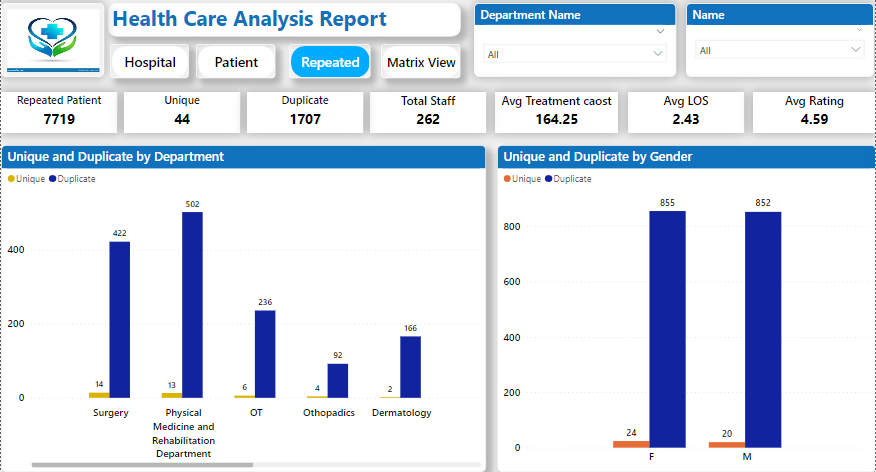 Health Care Analysis Report
Hospital
Patient
Repeated
Matrix View
Department Name
All
Name
All
Repeated Patient
7719
Unique
44
Duplicate
1707
Total Staff
262
Avg Treatment caost
164.25
Avg LOS
2.43
Avg Rating
4.59
Unique and Duplicate by Department
Unique Duplicate
400
200
0
14
422
13
502
6
236
4
92
2
166
Surgery
Physical
Medicine and
Rehabilitation
Department
OT
Othopadics
Dermatology
Unique and Duplicate by Gender
Unique Duplicate
800
600
400
200
0
24
855
20
852
F
M